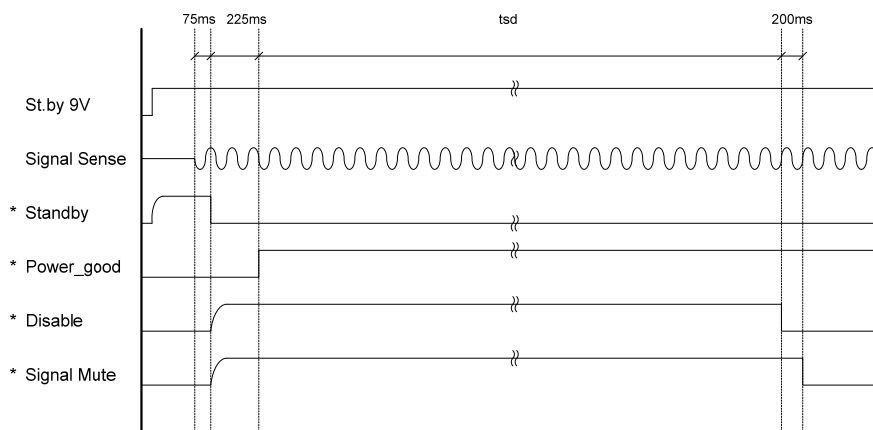 75ms 225ms tsd 200ms
St.by 9V
Signal Sense
* Standby
* Power_good
* Disable
* Signal Mute